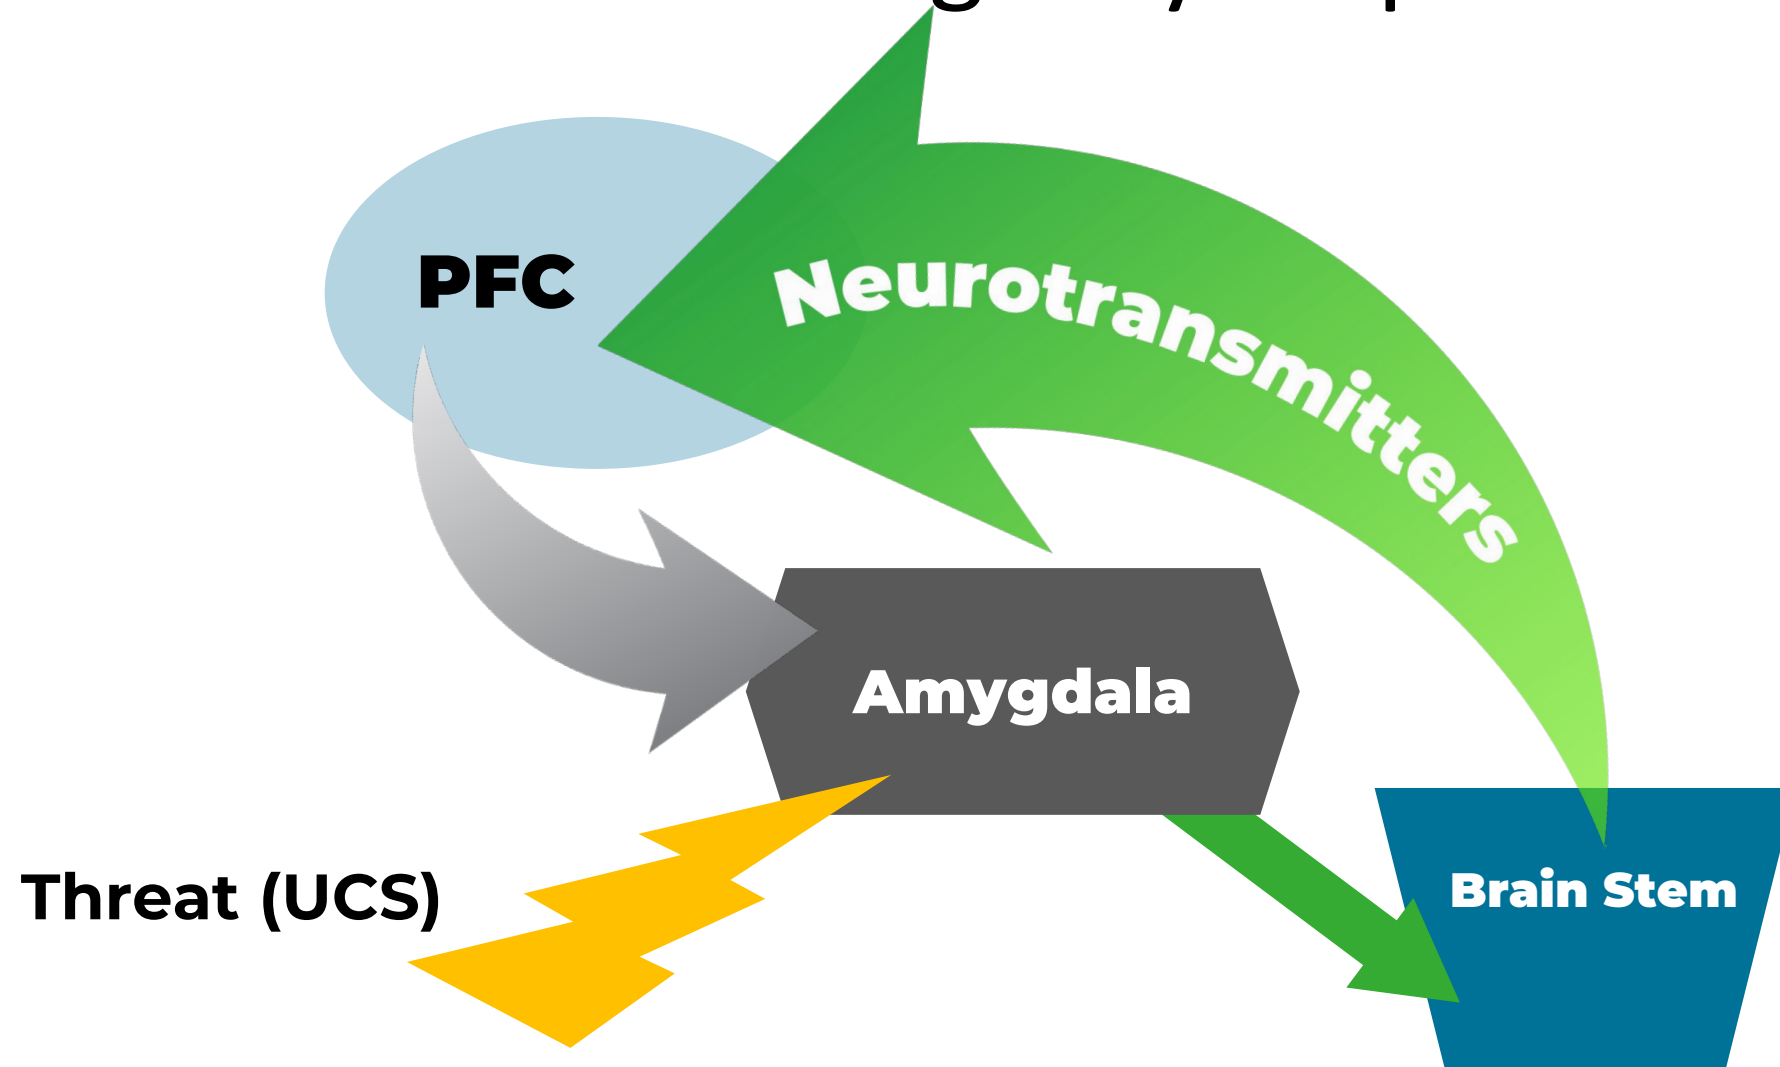 PFC
Neurotransmitters
Amygdala
Threat (UCS)
Brain Stem